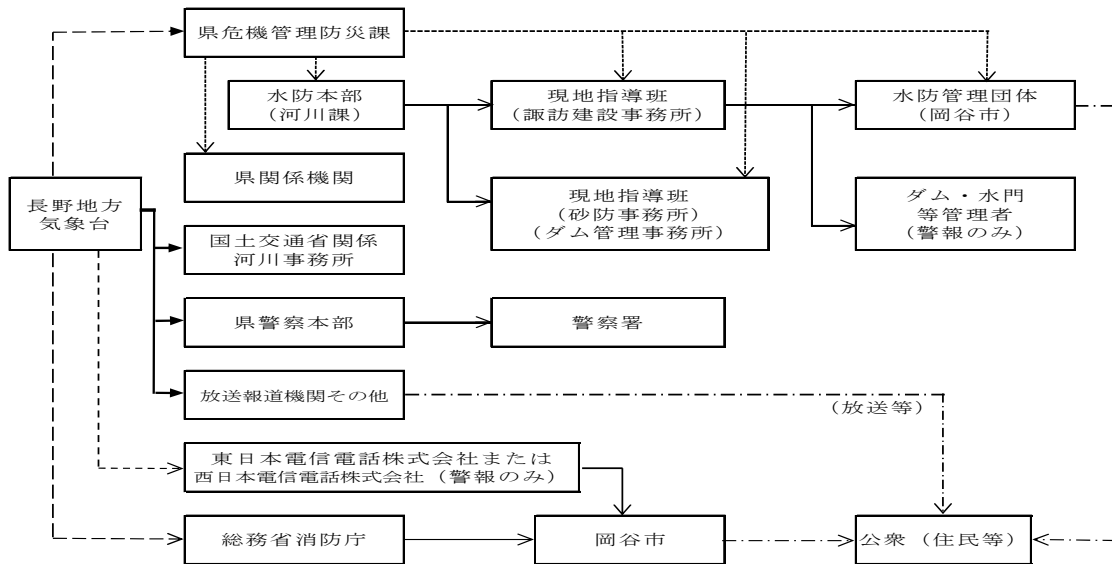 県危機管理防災課
水防本部
(河川課)
現地指導班
(諏訪建設事務所)
水防管理団体
(岡谷市)
県関係機関
長野地方
気象台
現地指導班
(砂防事務所)
(ダム管理事務所)
ダム・水門
等管理者
(警報のみ)
国土交通省関係
河川事務所
県警察本部
警察署
放送報道機関その他
(放送等)
東日本電信電話株式会社または
西日本電信電話株式会社(警報のみ)
総務省消防庁
岡谷市
公衆(住民等)